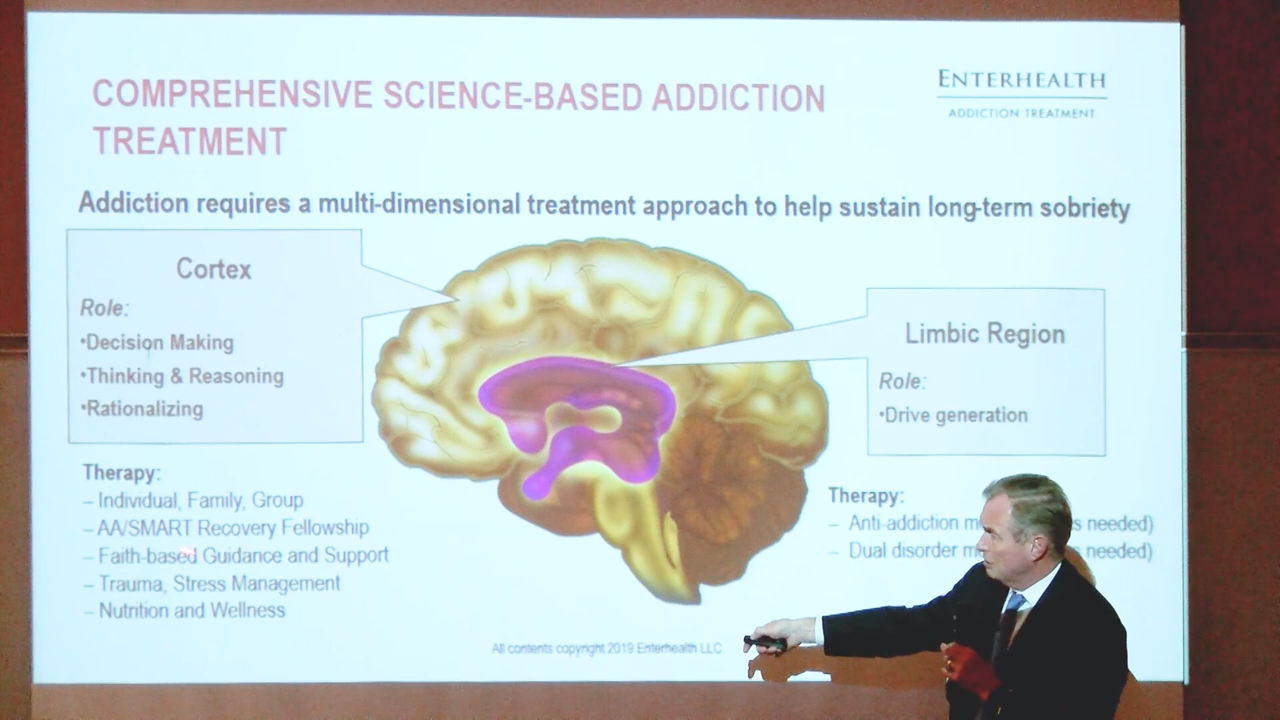 COMPREHENSIVE SCIENCE-BASED ADDICTION
TREATMENT
ENTERHEALTH
ADDICTION TREATMENT
Addiction requires a multi-dimensional treatment approach to help sustain long-term sobriety
Cortex
Role:
•Decision Making
•Thinking & Reasoning
•Rationalizing
Limbic Region
Role:
•Drive generation
Therapy:
– Individual, Family, Group
– AA/SMART Recovery Fellowship
– Faith-based Guidance and Support
– Trauma, Stress Management
– Nutrition and Wellness
Therapy:
– Anti-addiction needed)
– Dual disorder needed)
All contents copyright 2019 Enterhealth LLC